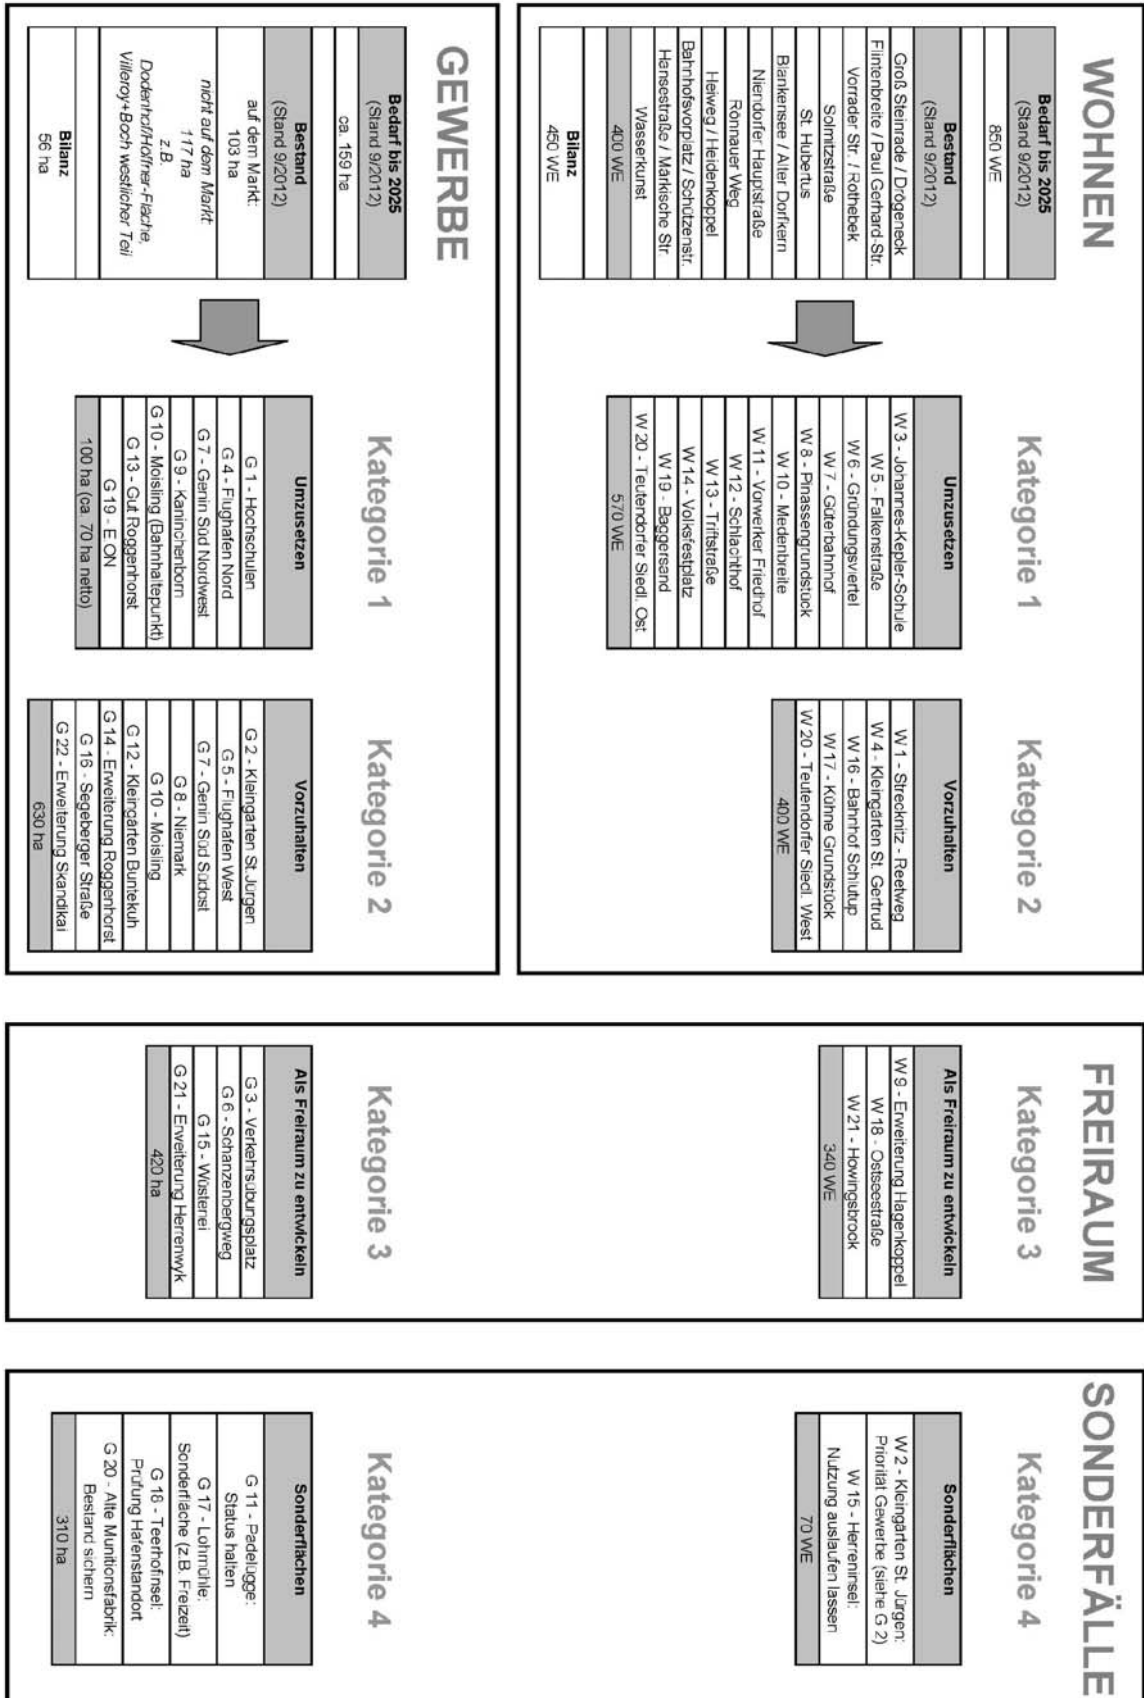 WOHNEN
Bedarf bis 2025
(Stand 9/2012)
850 WE
Bestand
(Stand 9/2012)
Groß Steinrade / Drögeneck
Flintenbreite / Paul Gerhard-Str.
Vorrader Str. / Rothebek
Solmitzstraße
St. Hubertus
Blankensee / Alter Dorfkern
Niendorfer Hauptstraße
Rönnauer Weg
Heiweg / Heidenkoppel
Bahnhofsvorplatz / Schützenstr.
Hansestraße / Märkische Str.
Wasserkunst
400 WE
Bilanz
450 WE
Kategorie 1
Umzusetzen
W 3 - Johannes-Kepler-Schule
W 5 - Falkenstraße
W 6 - Gründungsviertel
W 7 - Güterbahnhof
W 8 - Pinassengrundstück
W 10 - Medenbreite
W 11 - Vorwerker Friedhof
W 12 - Schlachthof
W 13 - Triftstraße
W 14 - Volksfestplatz
W 19 - Baggersand
W 20 - Teutendorfer Siedl. Ost
570 WE
Kategorie 2
Vorzuhalten
W 1 - Strecknitz - Reetweg
W 4 - Kleingärten St. Gertrud
W 16 - Bahnhof Schlutup
W 17 - Kühne Grundstück
W 20 - Teutendorfer Siedl. West
400 WE
GEWERBE
Bedarf bis 2025
(Stand 9/2012)
ca. 159 ha
Bestand
(Stand 9/2012)
auf dem Markt:
103 ha
nicht auf dem Markt:
117 ha
z.B.
Dodenhof/Höffner-Fläche,
Villeroy+Boch westlicher Teil
Bilanz
56 ha
Kategorie 1
Umzusetzen
G 1 - Hochschulen
G 4 - Flughafen Nord
G 7 - Genin Süd Nordwest
G 9 - Kaninchenborn
G 10 - Moisling (Bahnhaltepunkt)
G 13 - Gut Roggenhorst
G 19 - E.ON
100 ha (ca. 70 ha netto)
Kategorie 2
Vorzuhalten
G 2 - Kleingärten St. Jürgen
G 5 - Flughafen West
G 7 - Genin Süd Südost
G 8 - Niemark
G 10 - Moisling
G 12 - Kleingärten Buntekuh
G 14 - Erweiterung Roggenhorst
G 16 - Segeberger Straße
G 22 - Erweiterung Skandikai
630 ha
FREIRAUM
Kategorie 3
Als Freiraum zu entwickeln
W 9 - Erweiterung Hagenkoppel
W 18 - Ostseestraße
W 21 - Howingsbrook
340 WE
Kategorie 3
Als Freiraum zu entwickeln
G 3 - Verkehrsübungsplatz
G 6 - Schanzenbergweg
G 15 - Wüstenei
G 21 - Erweiterung Herrenwyk
420 ha
SONDERFÄLLE
Kategorie 4
Sonderflächen
W 2 - Kleingärten St. Jürgen:
Priorität Gewerbe (siehe G 2)
W 15 - Herreninsel:
Nutzung auslaufen lassen
70 WE
Kategorie 4
Sonderflächen
G 11 - Padelügge:
Status halten
G 17 - Lohmühle:
Sonderfläche (z.B. Freizeit)
G 18 - Teerhofinsel:
Prüfung Hafenstandort
G 20 - Alte Munitionsfabrik:
Bestand sichern
310 ha